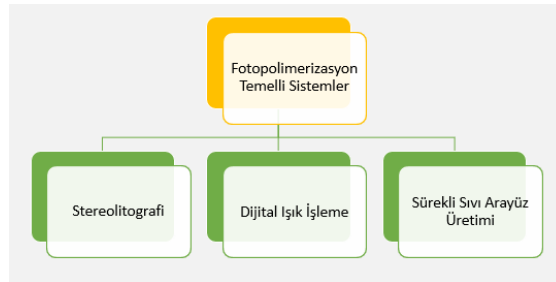 Fotopolimerizasyon
Temelli Sistemler
Stereolitografi
Dijital Işık İşleme
Sürekli Sıvı Arayüz
Üretimi